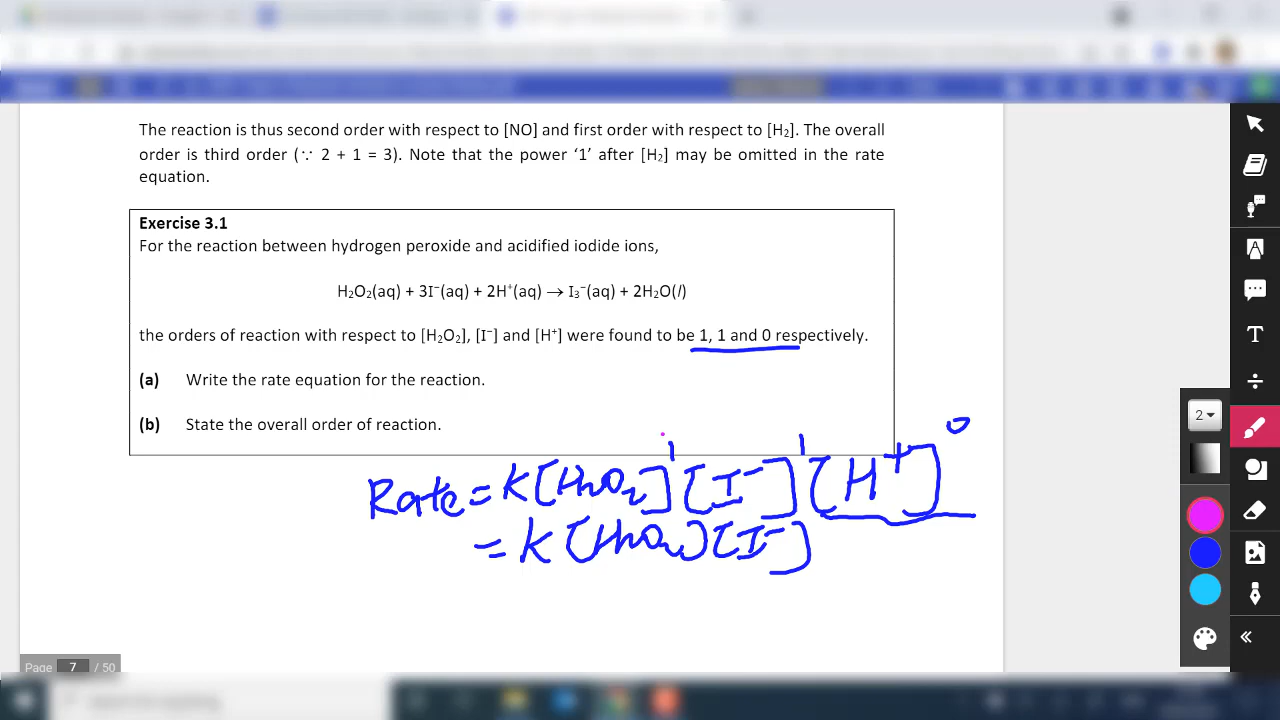 The reaction is thus second order with respect to [NO] and first order with respect to [H₂]. The overall
order is third order (∵ 2 + 1 = 3). Note that the power ‘1’ after [H₂] may be omitted in the rate
equation.
Exercise 3.1
For the reaction between hydrogen peroxide and acidified iodide ions,
H₂O₂(aq) + 3I⁻(aq) + 2H⁺(aq) → I₃⁻(aq) + 2H₂O(l)
the orders of reaction with respect to [H₂O₂], [I⁻] and [H⁺] were found to be 1, 1 and 0 respectively.
(a) Write the rate equation for the reaction.
(b) State the overall order of reaction.
Rate = K[H₂O₂]¹[I⁻]¹[H⁺]⁰
= K[H₂O₂][I⁻]
Page 7 / 50
2
T